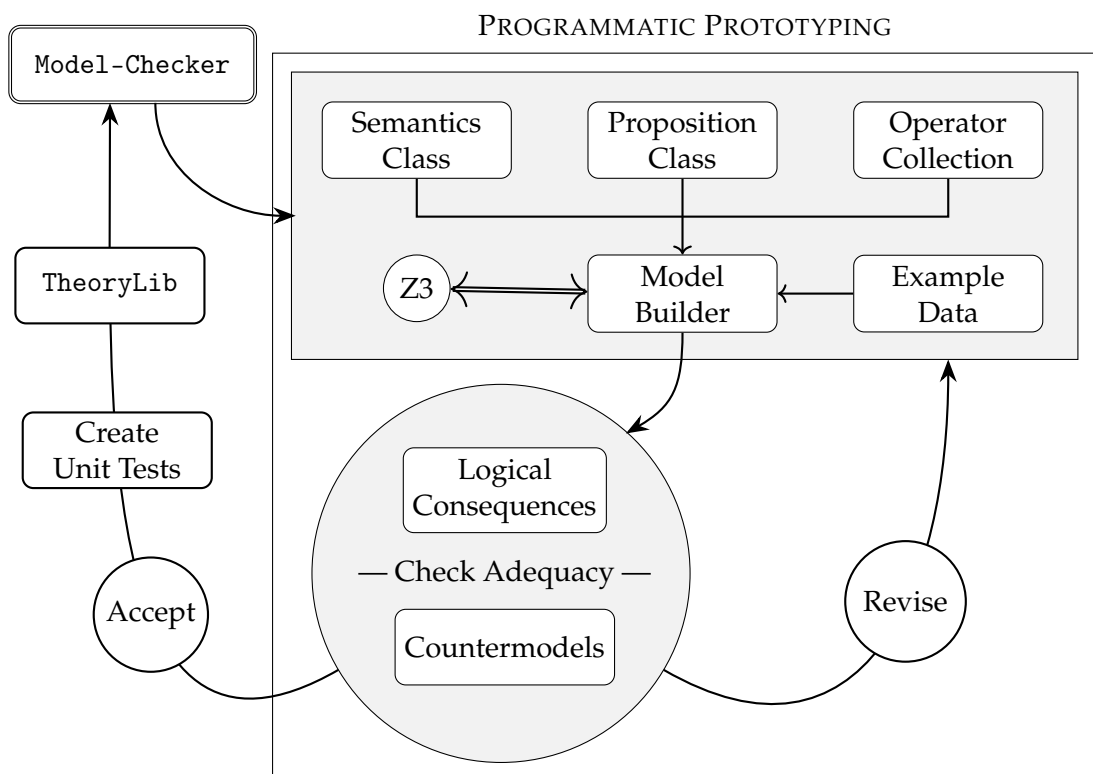 PROGRAMMATIC PROTOTYPING
Model-Checker
Semantics
Class
Proposition
Class
Operator
Collection
TheoryLib
Z3
Model
Builder
Example
Data
Create
Unit Tests
Logical
Consequences
— Check Adequacy —
Countermodels
Accept
Revise